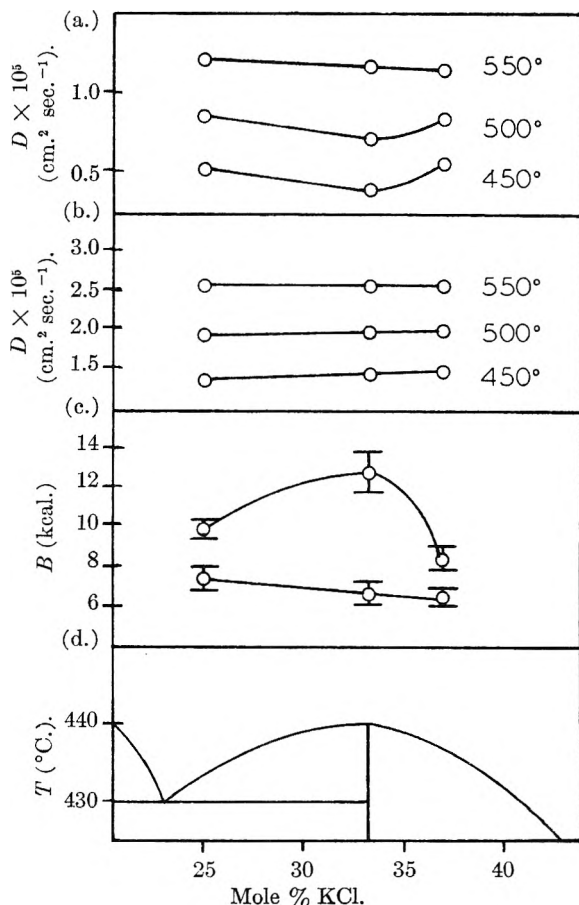 (a.)
D × 10⁵
(cm.² sec.⁻¹).
1.0
0.5
550°
500°
450°
(b.)
D × 10⁵
(cm.² sec.⁻¹).
3.0
2.5
2.0
1.5
550°
500°
450°
(c.)
B (kcal.)
14
12
10
8
6
(d.)
T (°C.).
440
430
25 30 35 40
Mole % KCl.